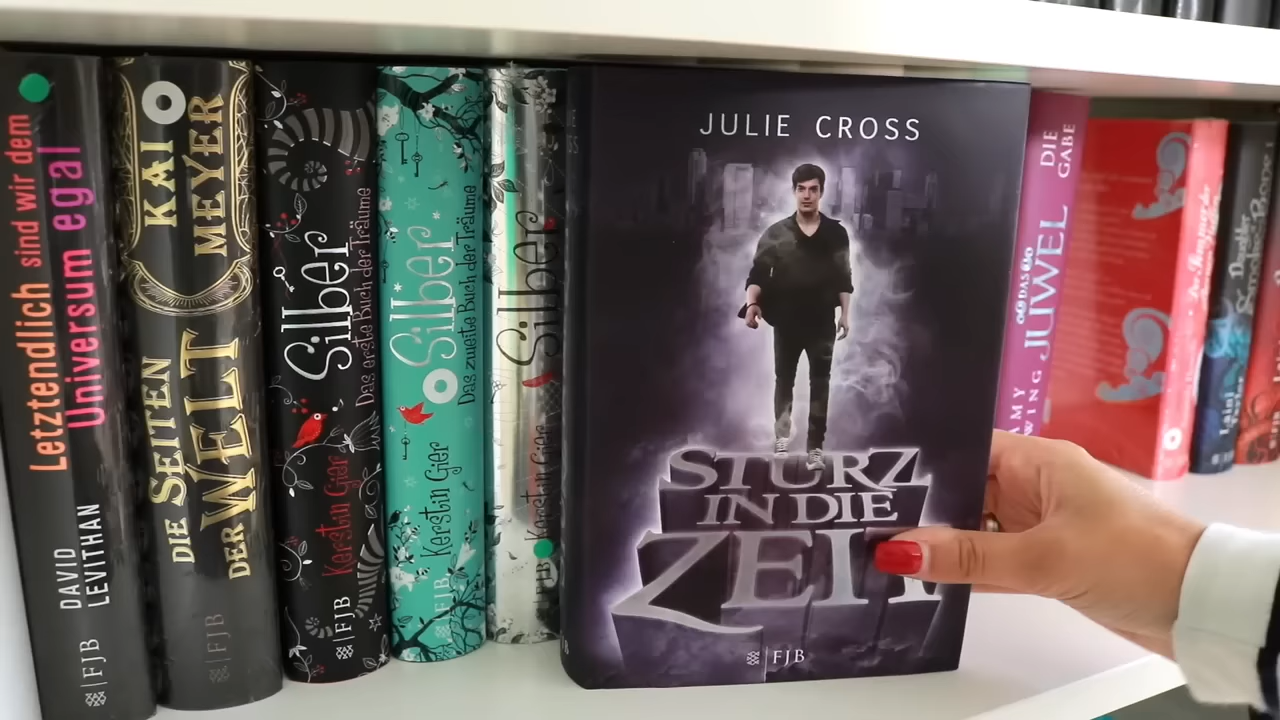 Letztendlich sind wir dem
Universum egal
DAVID
LEVITHAN
FJB
KAI
MEYER
DIE SEITEN
DER WELT
FJB
Silber
Das erste Buch der Träume
Kerstin Gier
FJB
Silber
Das zweite Buch der Träume
Kerstin Gier
FJB
Silber
Kerstin Gier
FJB
JULIE CROSS
STURZ
IN DIE
ZEIT
FJB
DIE
GABE
DAS
JUWEL
AMY
EWING
Laini